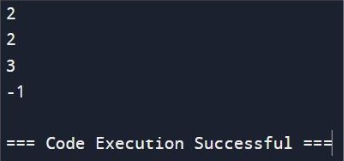 2
2
3
-1
=== Code Execution Successful ===